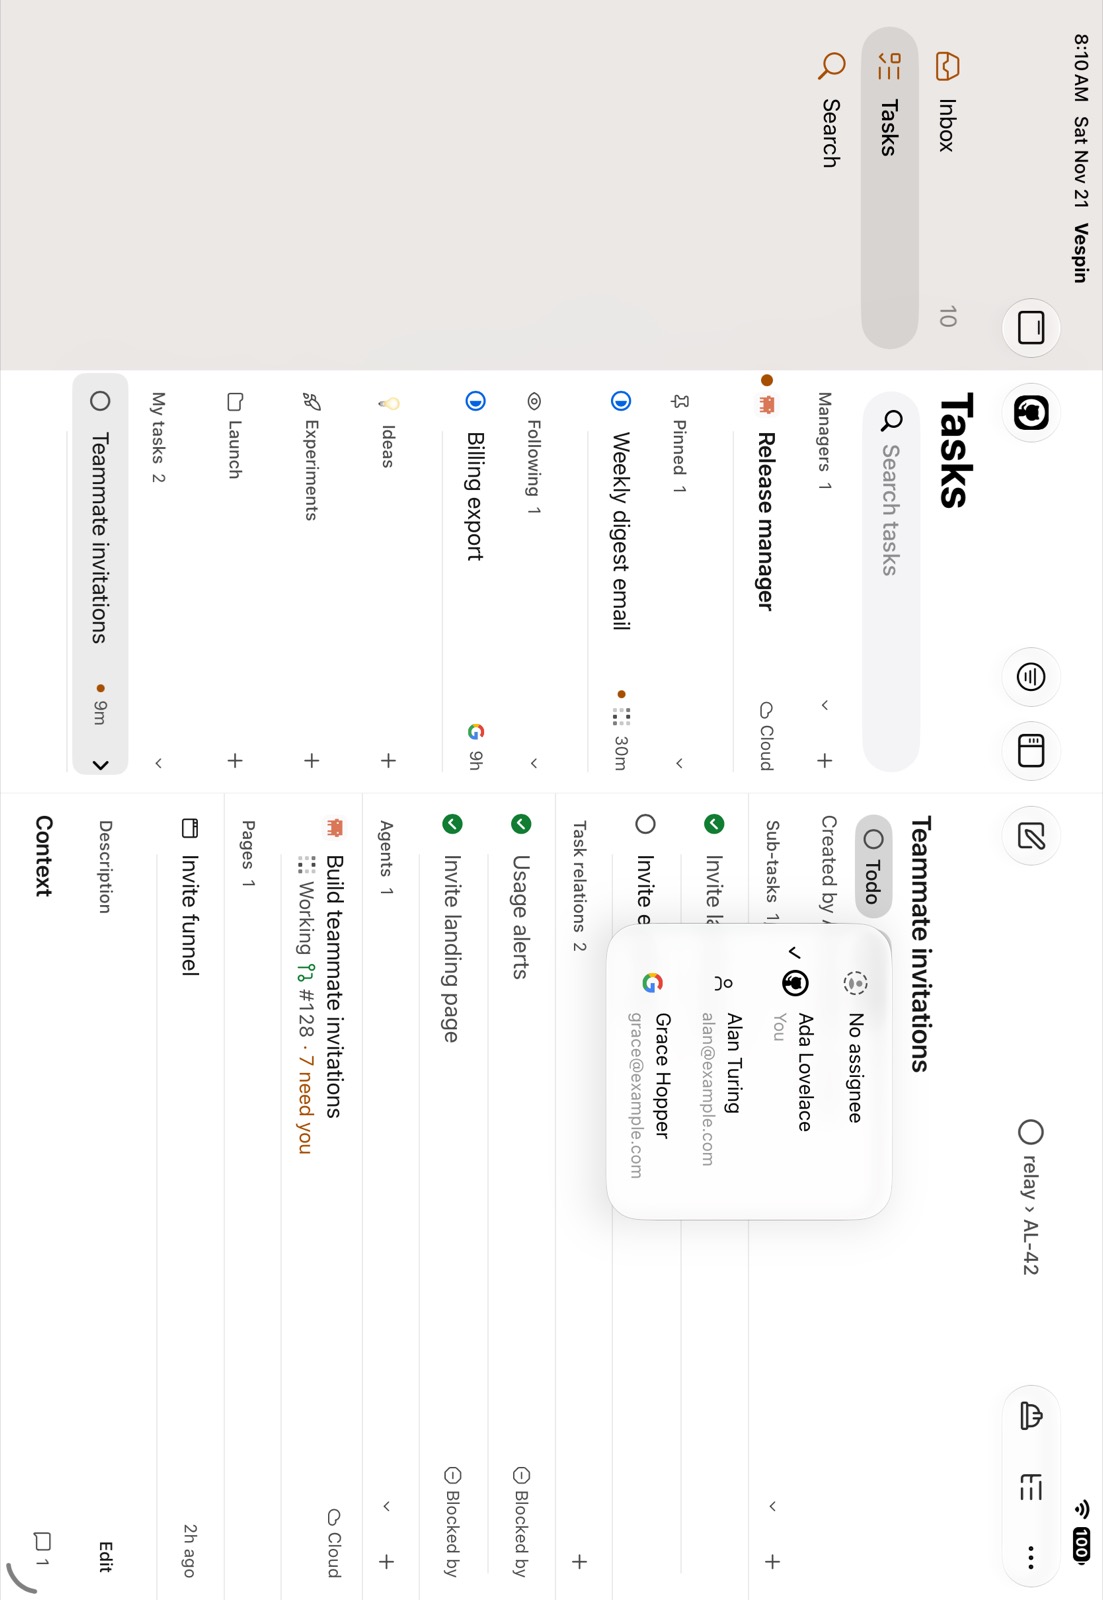 8:10 AM Sat Nov 21 Vespin
100
Inbox 10
Tasks
Search
Tasks
Search tasks
Managers 1
Release manager Cloud
Pinned 1
Weekly digest email 30m
Following 1
Billing export 9h
Ideas
Experiments
Launch
My tasks 2
Teammate invitations 9m
relay › AL-42
Teammate invitations
Todo
No assignee
Ada Lovelace
You
Alan Turing
alan@example.com
Grace Hopper
grace@example.com
Created by
Sub-tasks
Invite
Invite
Task relations 2
Usage alerts Blocked by
Invite landing page Blocked by
Agents 1
Build teammate invitations Cloud
Working #128 · 7 need you
Pages 1
Invite funnel 2h ago
Description Edit
Context 1